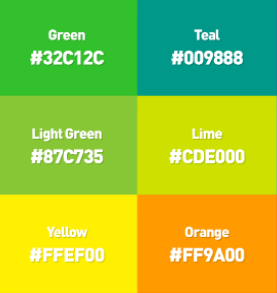 Green
#32C12C
Teal
#009888
Light Green
#87C735
Lime
#CDE000
Yellow
#FFEF00
Orange
#FF9A00